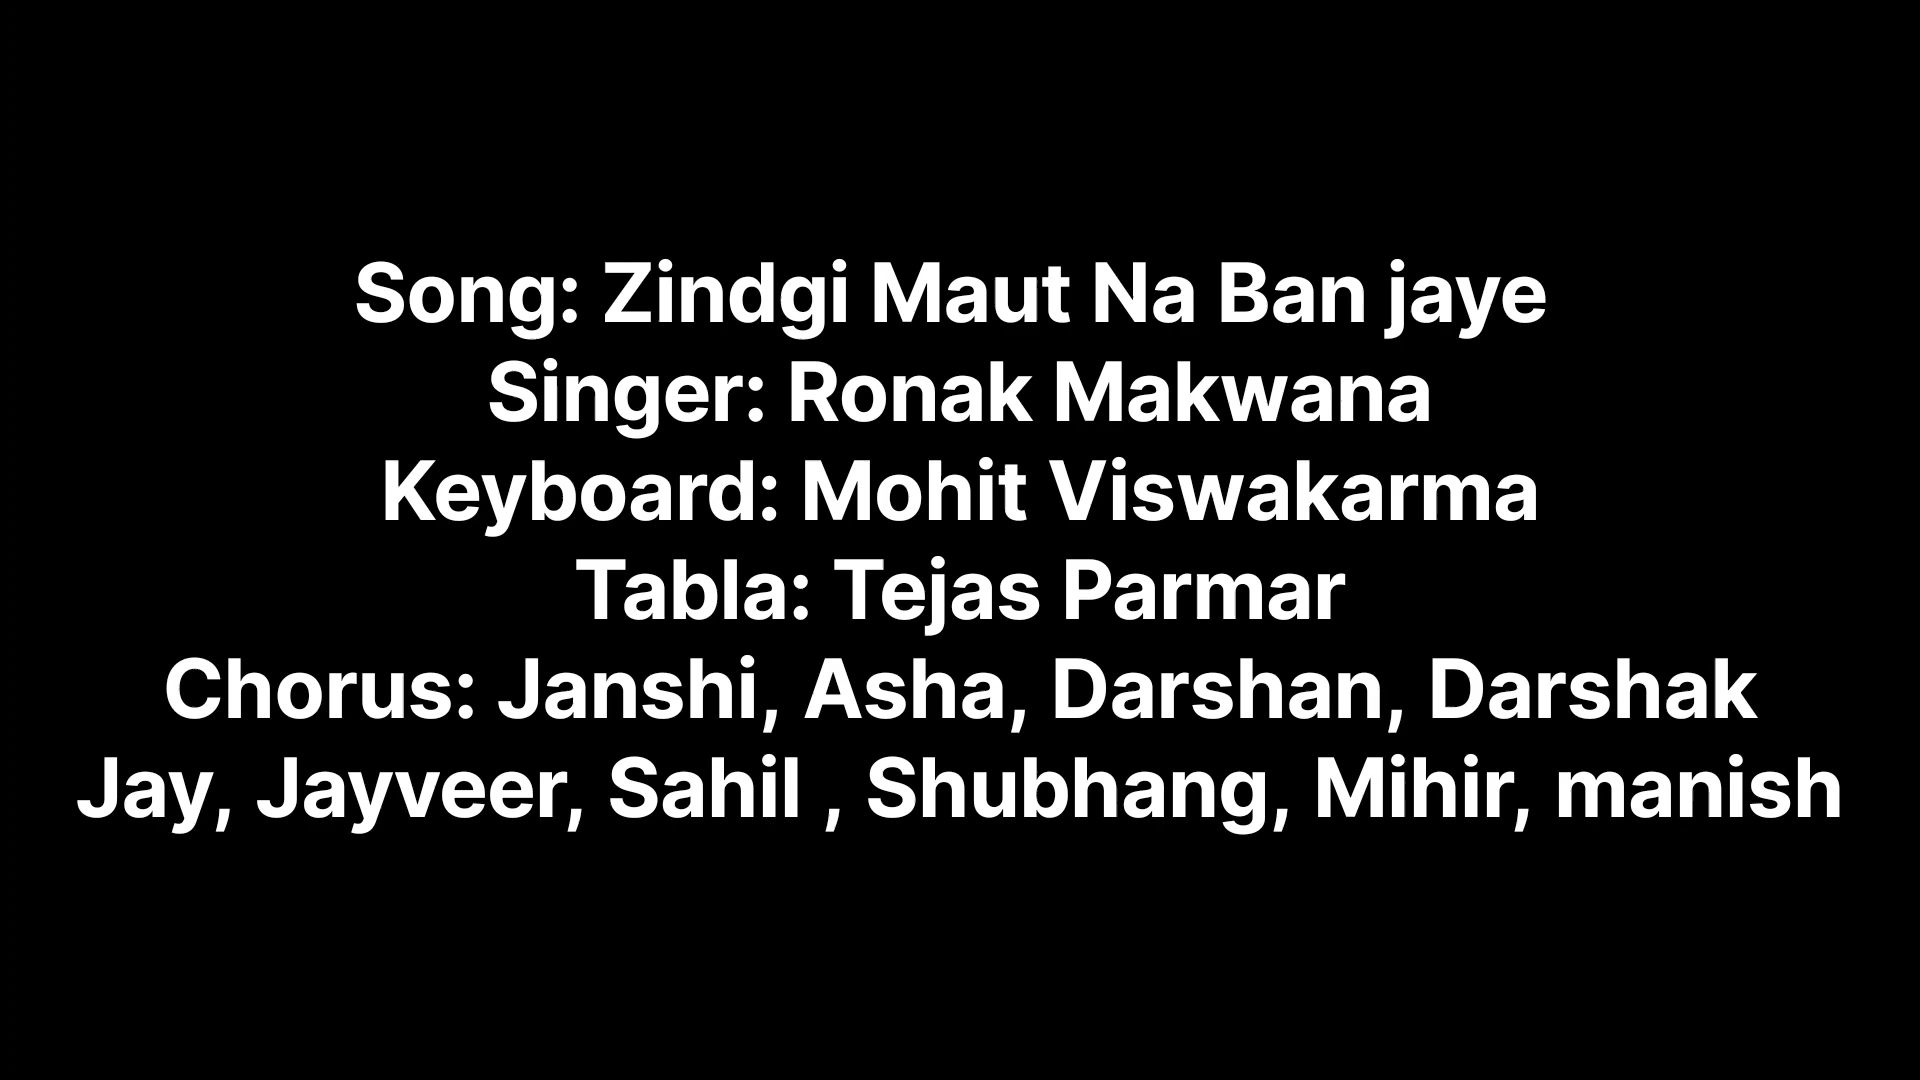 Song: Zindgi Maut Na Ban jaye
Singer: Ronak Makwana
Keyboard: Mohit Viswakarma
Tabla: Tejas Parmar
Chorus: Janshi, Asha, Darshan, Darshak
Jay, Jayveer, Sahil , Shubhang, Mihir, manish